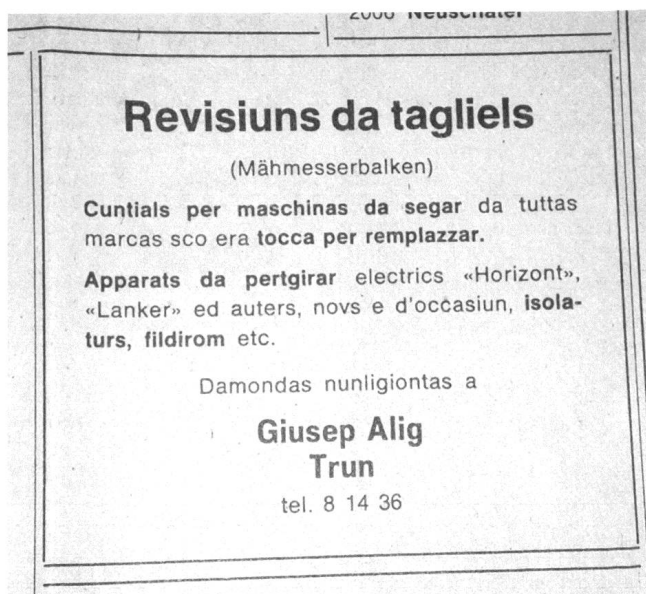 2000 Neuschâtel
Revisiuns da tagliels
(Mähmesserbalken)
Cuntials per maschinas da segar da tuttas
marcas sco era tocca per remplazzar.
Apparats da pertgirar electrics «Horizont»,
«Lanker» ed auters, novs e d'occasiun, isola-
turs, fildirom etc.
Damondas nunligiontas a
Giusep Alig
Trun
tel. 8 14 36